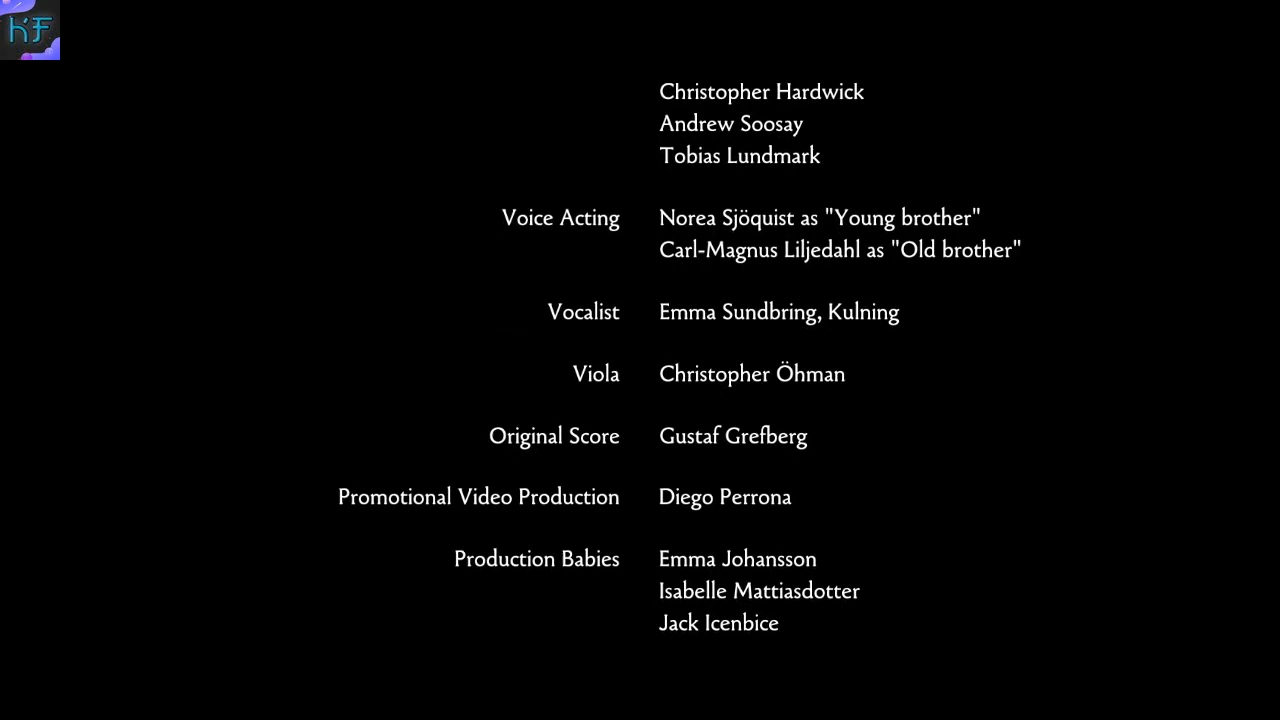 KF
Christopher Hardwick
Andrew Soosay
Tobias Lundmark
Voice Acting Norea Sjöquist as "Young brother"
Carl-Magnus Liljedahl as "Old brother"
Vocalist Emma Sundbring, Kulning
Viola Christopher Öhman
Original Score Gustaf Grefberg
Promotional Video Production Diego Perrona
Production Babies Emma Johansson
Isabelle Mattiasdotter
Jack Icenbice